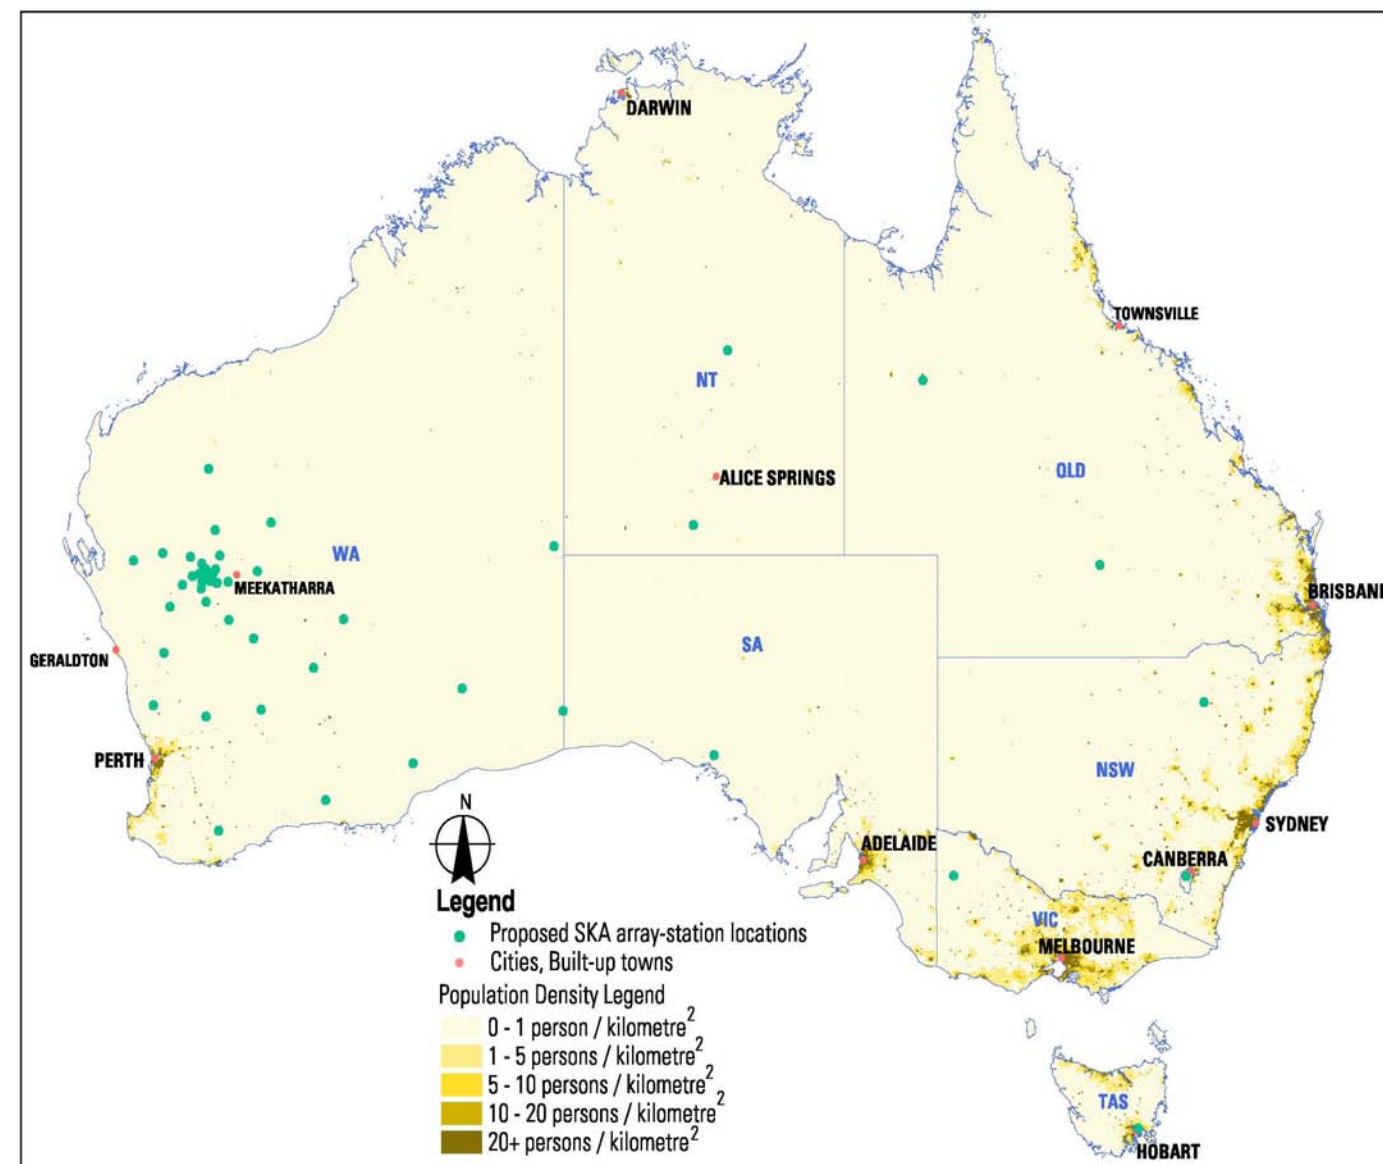 DARWIN
TOWNSVILLE
NT
ALICE SPRINGS
QLD
WA
MEEKATHARRA
BRISBANE
GERALDTON
SA
PERTH
NSW
N
SYDNEY
ADELAIDE
CANBERRA
Legend
VIC
Proposed SKA array-station locations
MELBOURNE
Cities, Built-up towns
Population Density Legend
0 - 1 person / kilometre²
1 - 5 persons / kilometre²
5 - 10 persons / kilometre²
10 - 20 persons / kilometre²
20+ persons / kilometre²
TAS
HOBART